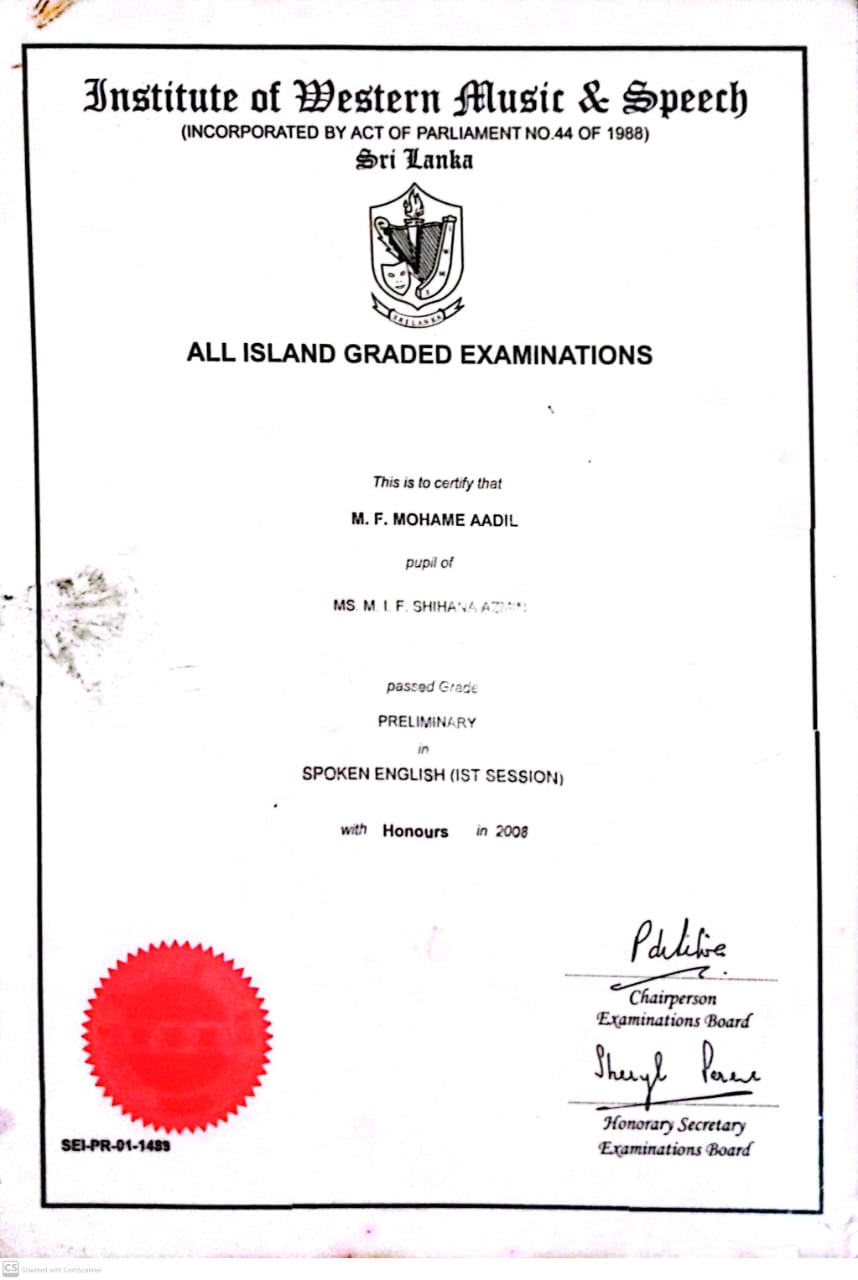 Institute of Western Music & Speech
(INCORPORATED BY ACT OF PARLIAMENT NO.44 OF 1988)
Sri Lanka
SRI LANKA
ALL ISLAND GRADED EXAMINATIONS
This is to certify that
M. F. MOHAME AADIL
pupil of
MS. M. I. F. SHIHANA AZMIN
passed Grade
PRELIMINARY
in
SPOKEN ENGLISH (IST SESSION)
with Honours in 2008
Chairperson
Examinations Board
Sheryl Perera
Honorary Secretary
Examinations Board
SEI-PR-01-1489
CS Scanned with CamScanner